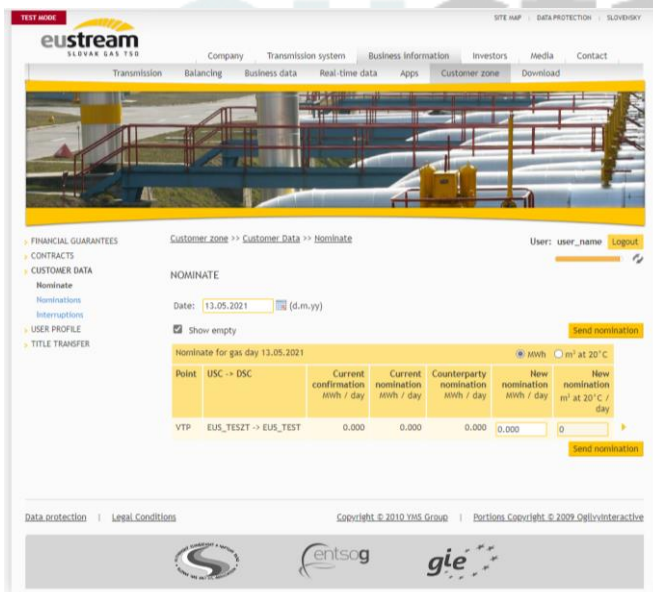 TEST MODE
SITE MAP | DATA PROTECTION | SLOVENSKY
eustream
SLOVAK GAS TSO
Company Transmission system Business information Investors Media Contact
Transmission Balancing Business data Real-time data Apps Customer zone Download
FINANCIAL GUARANTEES
CONTRACTS
CUSTOMER DATA
Nominate
Nominations
Interruptions
USER PROFILE
TITLE TRANSFER
Customer zone >> Customer Data >> Nominate
User: user_name Logout
NOMINATE
Date: 13.05.2021 (d.m.yy)
Show empty
Send nomination
Nominate for gas day 13.05.2021 MWh m³ at 20°C
Point USC -> DSC Current confirmation MWh / day Current nomination MWh / day Counterparty nomination MWh / day New nomination MWh / day New nomination m³ at 20°C / day
VTP EUS_TESZT -> EUS_TEST 0.000 0.000 0.000 0.000 0
Send nomination
Data protection | Legal Conditions
Copyright © 2010 YMS Group | Portions Copyright © 2009 OgilvyInteractive
entsog
gie